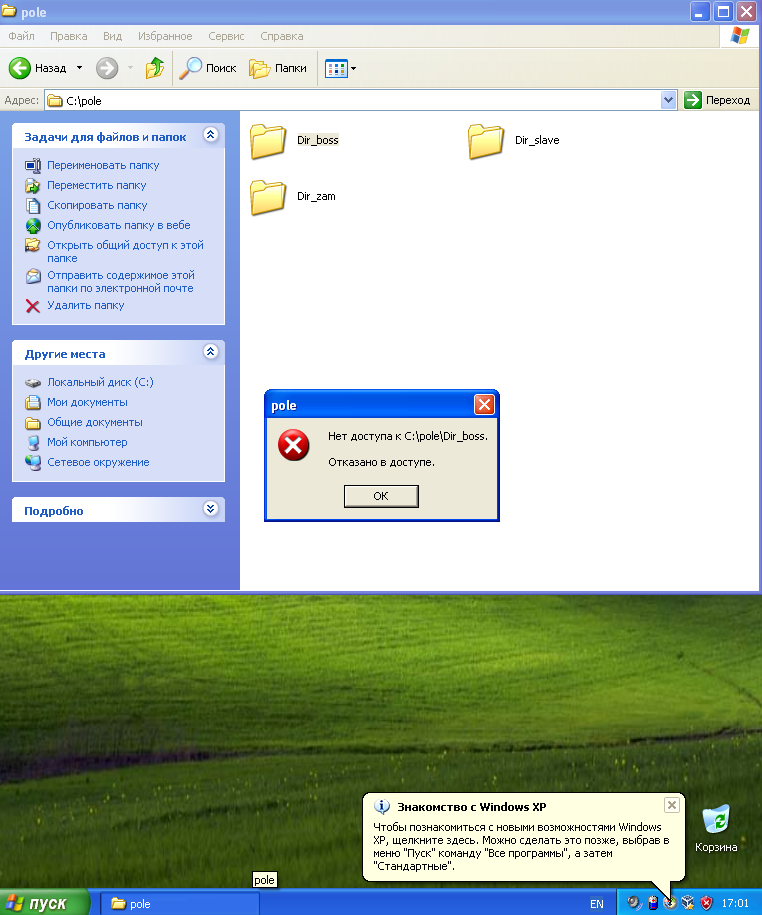 pole
Файл Правка Вид Избранное Сервис Справка
Назад Поиск Папки
Адрес: C:\pole Переход
Задачи для файлов и папок
Переименовать папку
Переместить папку
Скопировать папку
Опубликовать папку в вебе
Открыть общий доступ к этой
папке
Отправить содержимое этой
папки по электронной почте
Удалить папку
Другие места
Локальный диск (C:)
Мои документы
Общие документы
Мой компьютер
Сетевое окружение
Подробно
Dir_boss Dir_slave
Dir_zam
pole
Нет доступа к C:\pole\Dir_boss.
Отказано в доступе.
OK
Знакомство с Windows XP
Чтобы познакомиться с новыми возможностями Windows
XP, щелкните здесь. Можно сделать это позже, выбрав в
меню "Пуск" команду "Все программы", а затем
"Стандартные".
Корзина
pole
пуск pole EN 17:01